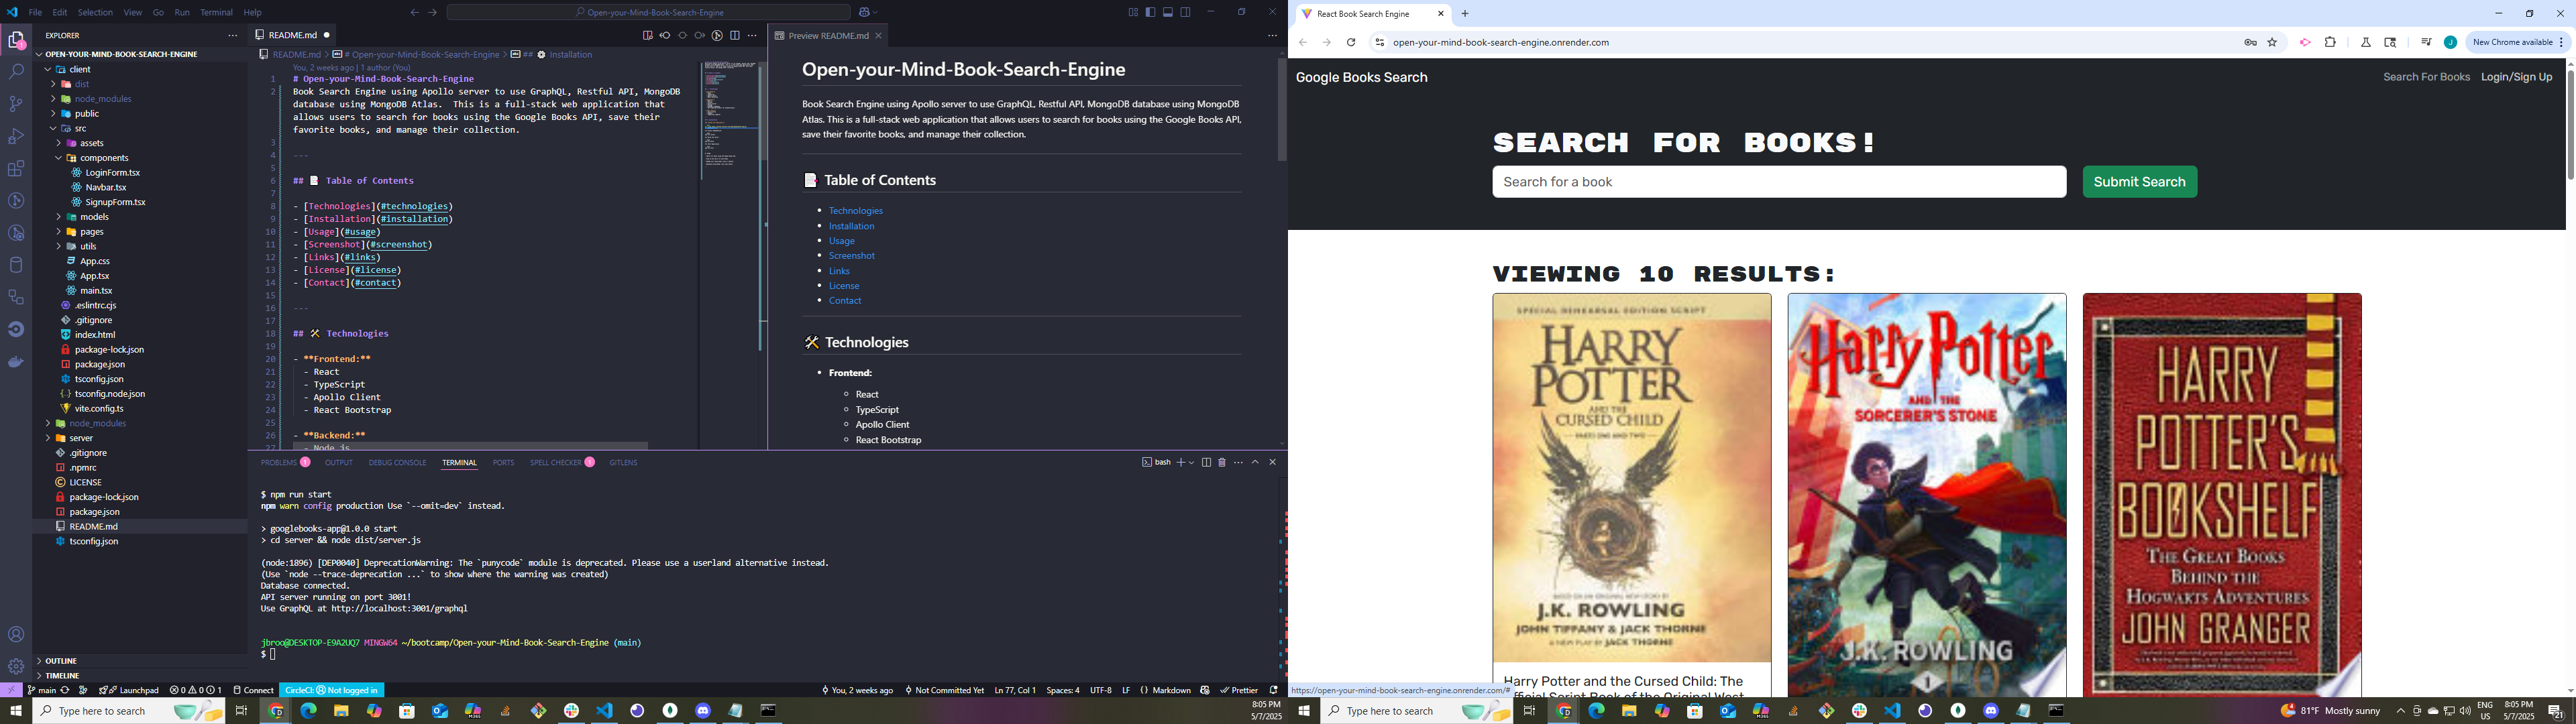 File Edit Selection View Go Run Terminal Help
Open-your-Mind-Book-Search-Engine
EXPLORER
OPEN-YOUR-MIND-BOOK-SEARCH-ENGINE
client
dist
node_modules
public
src
assets
components
LoginForm.tsx
Navbar.tsx
SignupForm.tsx
models
pages
utils
App.css
App.tsx
main.tsx
.eslintrc.cjs
.gitignore
index.html
package-lock.json
package.json
tsconfig.json
tsconfig.node.json
vite.config.ts
node_modules
server
.gitignore
.npmrc
LICENSE
package-lock.json
package.json
README.md
tsconfig.json
OUTLINE
TIMELINE
README.md
README.md > # Open-your-Mind-Book-Search-Engine > ## 🛠 Installation
You, 2 weeks ago | 1 author (You)
1 # Open-your-Mind-Book-Search-Engine
2 Book Search Engine using Apollo server to use GraphQL, Restful API, MongoDB
database using MongoDB Atlas.  This is a full-stack web application that
allows users to search for books using the Google Books API, save their
favorite books, and manage their collection.
3
4 ---
5
6 ## 📑 Table of Contents
7
8 - [Technologies](#technologies)
9 - [Installation](#installation)
10 - [Usage](#usage)
11 - [Screenshot](#screenshot)
12 - [Links](#links)
13 - [License](#license)
14 - [Contact](#contact)
15
16 ---
17
18 ## 🛠 Technologies
19
20 - **Frontend:**
21 - React
22 - TypeScript
23 - Apollo Client
24 - React Bootstrap
25
26 - **Backend:**
27 - Node.js
Preview README.md
Open-your-Mind-Book-Search-Engine
Book Search Engine using Apollo server to use GraphQL, Restful API, MongoDB database using MongoDB
Atlas. This is a full-stack web application that allows users to search for books using the Google Books API,
save their favorite books, and manage their collection.
📑 Table of Contents
• Technologies
• Installation
• Usage
• Screenshot
• Links
• License
• Contact
🛠 Technologies
• Frontend:
○ React
○ TypeScript
○ Apollo Client
○ React Bootstrap
PROBLEMS 1 OUTPUT DEBUG CONSOLE TERMINAL PORTS SPELL CHECKER 1 GITLENS
bash
$ npm run start
npm warn config production Use `--omit=dev` instead.
> googlebooks-app@1.0.0 start
> cd server && node dist/server.js
(node:1896) [DEP0040] DeprecationWarning: The `punycode` module is deprecated. Please use a userland alternative instead.
(Use `node --trace-deprecation ...` to show where the warning was created)
Database connected.
API server running on port 3001!
Use GraphQL at http://localhost:3001/graphql
jbroo@DESKTOP-E9A2UQ7 MINGW64 ~/bootcamp/Open-your-Mind-Book-Search-Engine (main)
$
main Launchpad 0 0 1 Connect CircleCI: Not logged in
You, 2 weeks ago Not Committed Yet Ln 77, Col 1 Spaces: 4 UTF-8 LF {} Markdown Prettier
Type here to search
8:05 PM
5/7/2025
React Book Search Engine
open-your-mind-book-search-engine.onrender.com
J
New Chrome available
Google Books Search
Search For Books Login/Sign Up
SEARCH FOR BOOKS!
Search for a book
Submit Search
VIEWING 10 RESULTS:
SPECIAL REHEARSAL EDITION SCRIPT
HARRY
POTTER
AND THE
CURSED CHILD
PARTS ONE AND TWO
BASED ON AN ORIGINAL NEW STORY BY
J.K. ROWLING
JOHN TIFFANY & JACK THORNE
A NEW PLAY BY JACK THORNE
Harry Potter and the Cursed Child: The
Official Script Book of the Original West
Harry Potter
AND THE
SORCERER'S STONE
J.K. ROWLING
1
HARRY
POTTER'S
BOOKSHELF
THE GREAT BOOKS
BEHIND THE
HOGWARTS ADVENTURES
JOHN GRANGER
https://open-your-mind-book-search-engine.onrender.com/#
Type here to search
81°F Mostly sunny
ENG
US
8:05 PM
5/7/2025